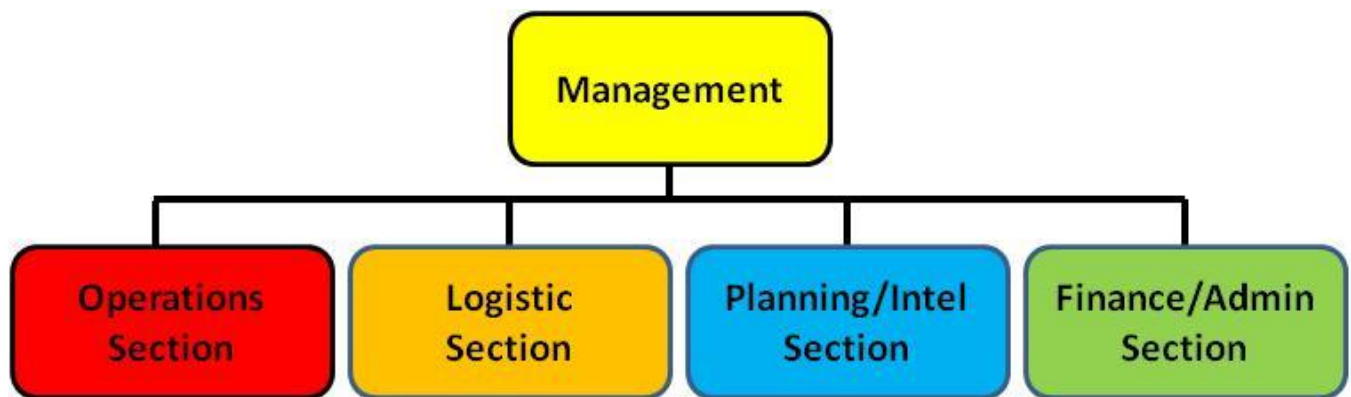 Management
Operations
Section
Logistic
Section
Planning/Intel
Section
Finance/Admin
Section